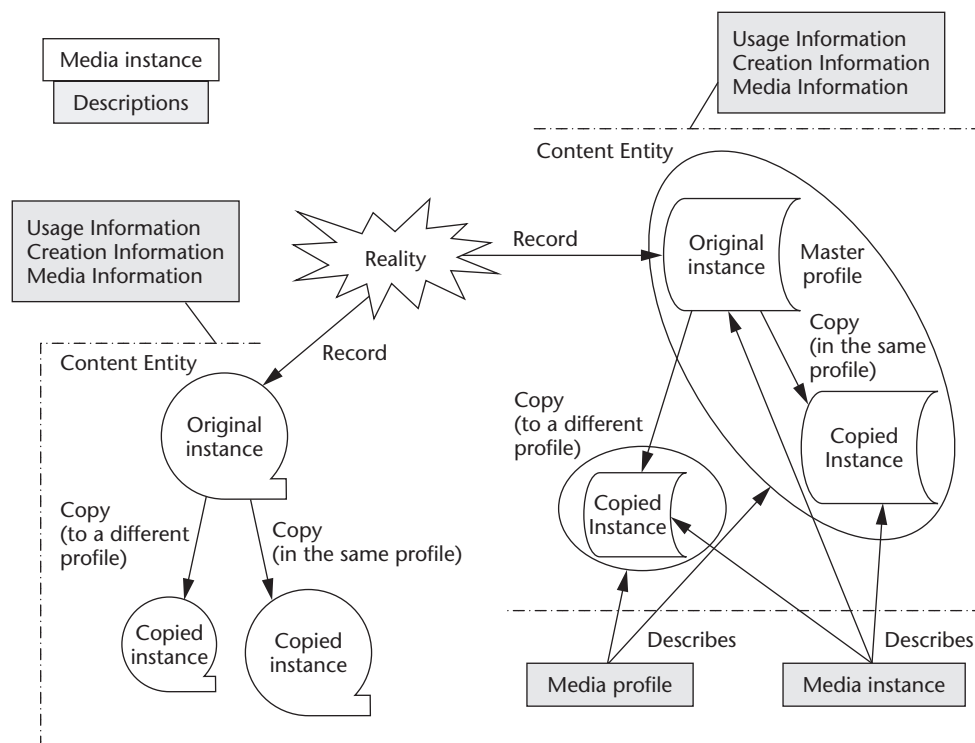 Media instance
Descriptions
Usage Information
Creation Information
Media Information
Content Entity
Usage Information
Creation Information
Media Information
Reality
Record
Original
instance
Master
profile
Record
Copy
(in the same
profile)
Content Entity
Original
instance
Copy
(to a different
profile)
Copied
Instance
Copied
Instance
Copy
(to a different
profile)
Copy
(in the same profile)
Copied
instance
Copied
instance
Describes
Describes
Media profile
Media instance